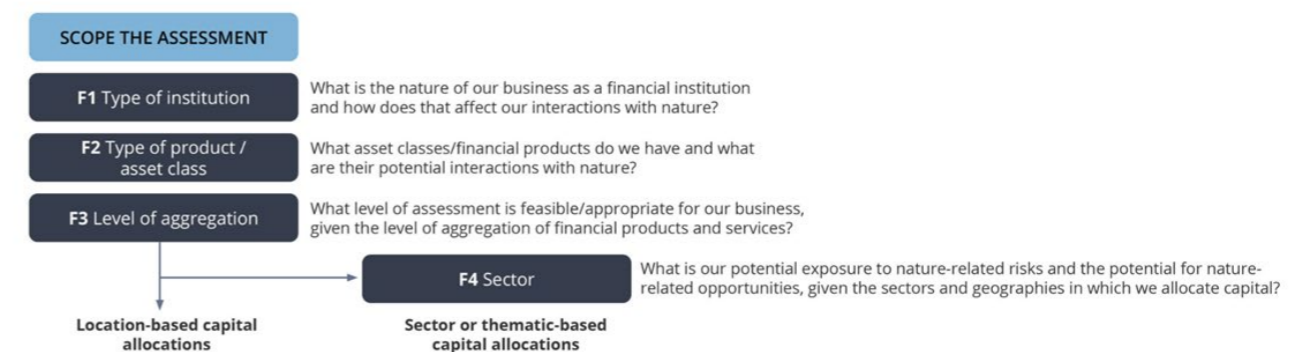 SCOPE THE ASSESSMENT
F1 Type of institution
What is the nature of our business as a financial institution
and how does that affect our interactions with nature?
F2 Type of product /
asset class
What asset classes/financial products do we have and what
are their potential interactions with nature?
F3 Level of aggregation
What level of assessment is feasible/appropriate for our business,
given the level of aggregation of financial products and services?
F4 Sector
What is our potential exposure to nature-related risks and the potential for nature-
related opportunities, given the sectors and geographies in which we allocate capital?
Location-based capital
allocations
Sector or thematic-based
capital allocations